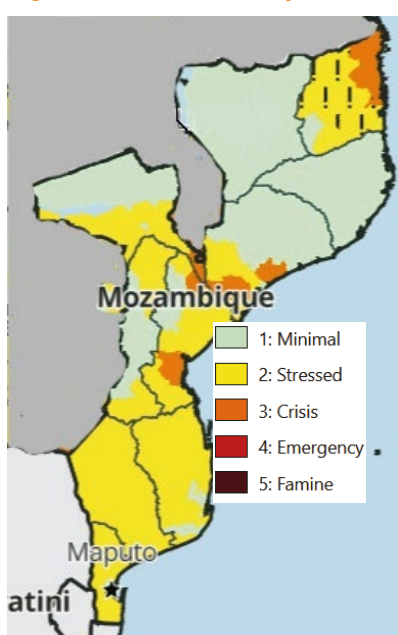 Mozambique
1: Minimal
2: Stressed
3: Crisis
4: Emergency
5: Famine
Maputo
atini